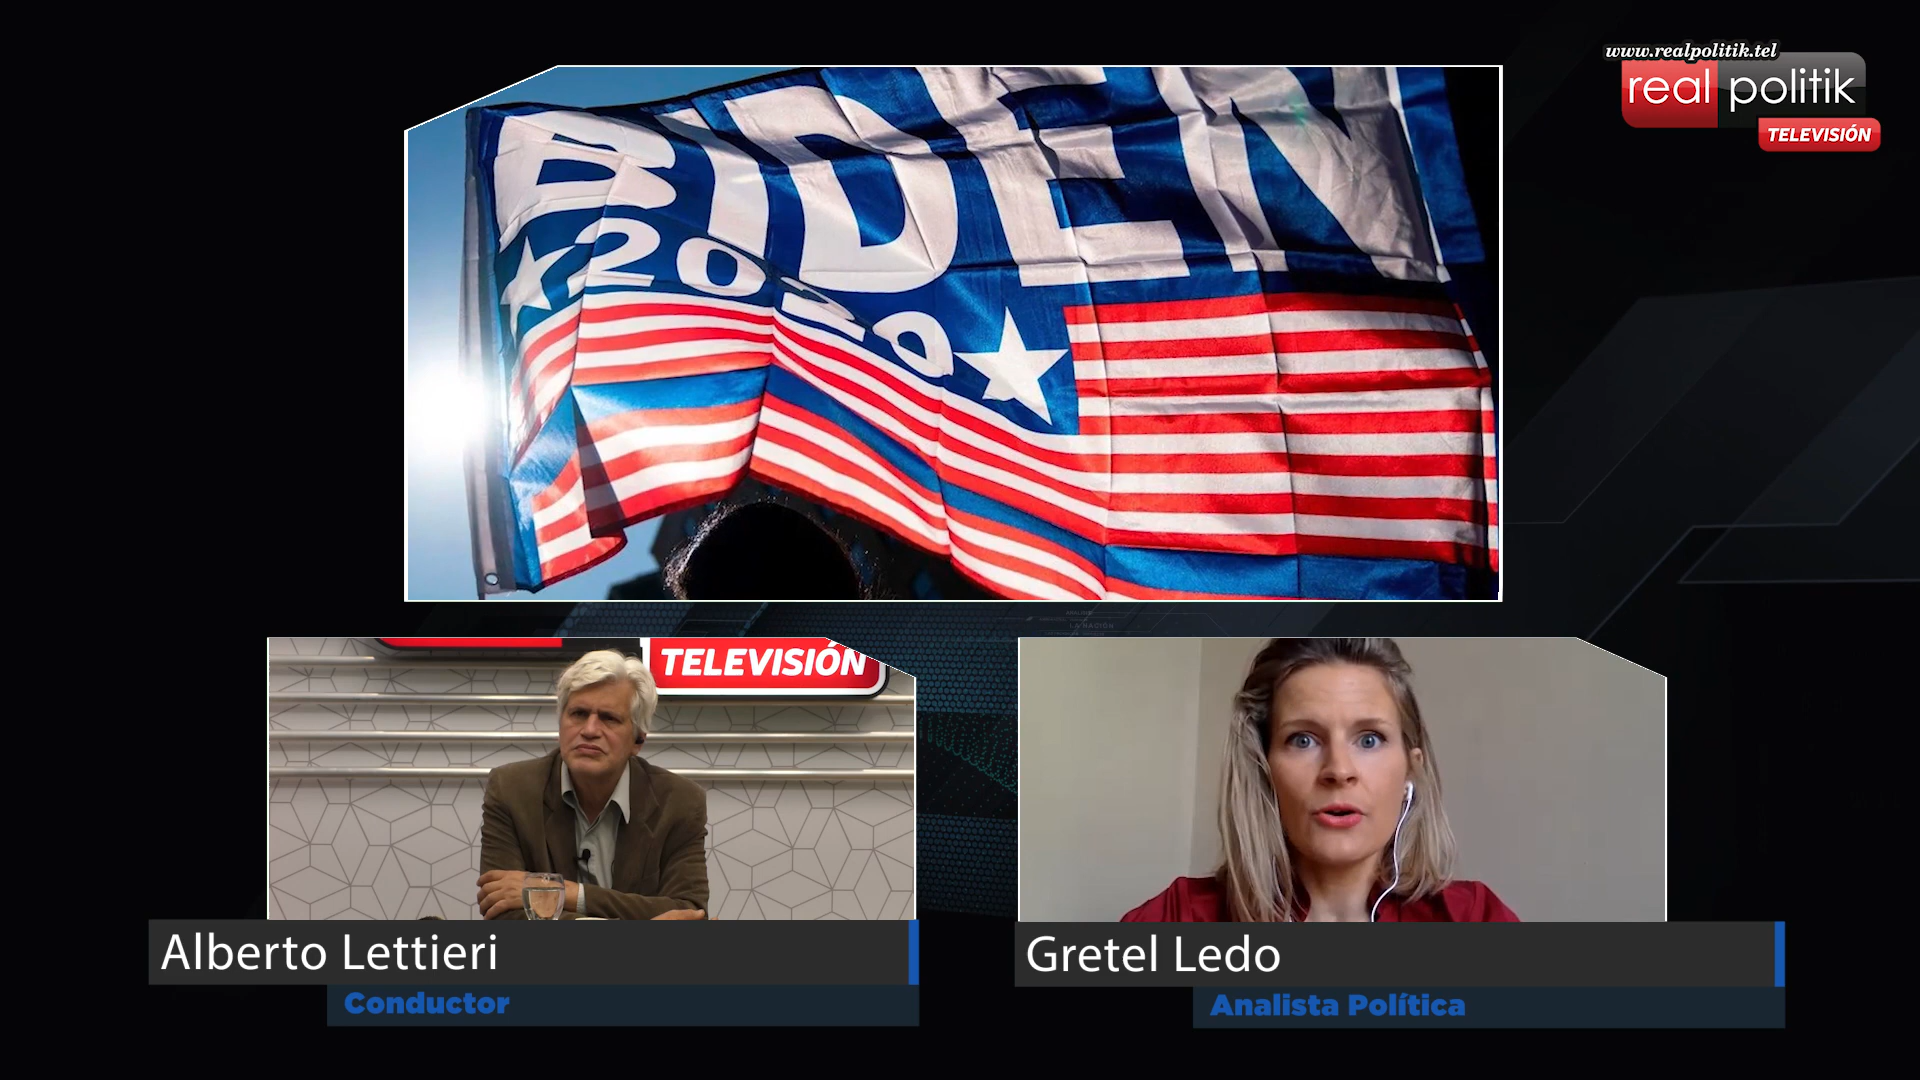 www.realpolitik.tel
real politik
TELEVISIÓN
BIDEN
2020
TELEVISIÓN
Alberto Lettieri
Conductor
Gretel Ledo
Analista Política